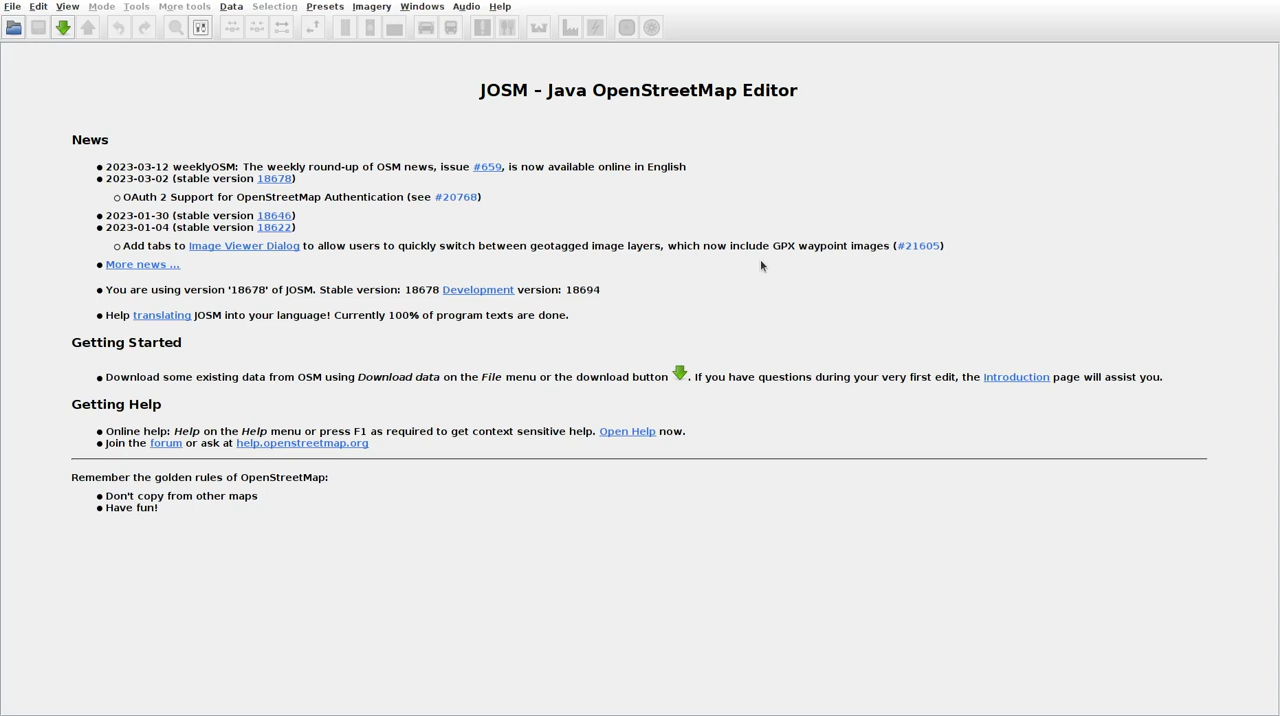 File Edit View Mode Tools More tools Data Selection Presets Imagery Windows Audio Help
JOSM – Java OpenStreetMap Editor
News
2023-03-12 weeklyOSM: The weekly round-up of OSM news, issue #659, is now available online in English
2023-03-02 (stable version 18678)
OAuth 2 Support for OpenStreetMap Authentication (see #20768)
2023-01-30 (stable version 18646)
2023-01-04 (stable version 18622)
Add tabs to Image Viewer Dialog to allow users to quickly switch between geotagged image layers, which now include GPX waypoint images (#21605)
More news ...
You are using version '18678' of JOSM. Stable version: 18678 Development version: 18694
Help translating JOSM into your language! Currently 100% of program texts are done.
Getting Started
Download some existing data from OSM using Download data on the File menu or the download button . If you have questions during your very first edit, the Introduction page will assist you.
Getting Help
Online help: Help on the Help menu or press F1 as required to get context sensitive help. Open Help now.
Join the forum or ask at help.openstreetmap.org
Remember the golden rules of OpenStreetMap:
Don't copy from other maps
Have fun!